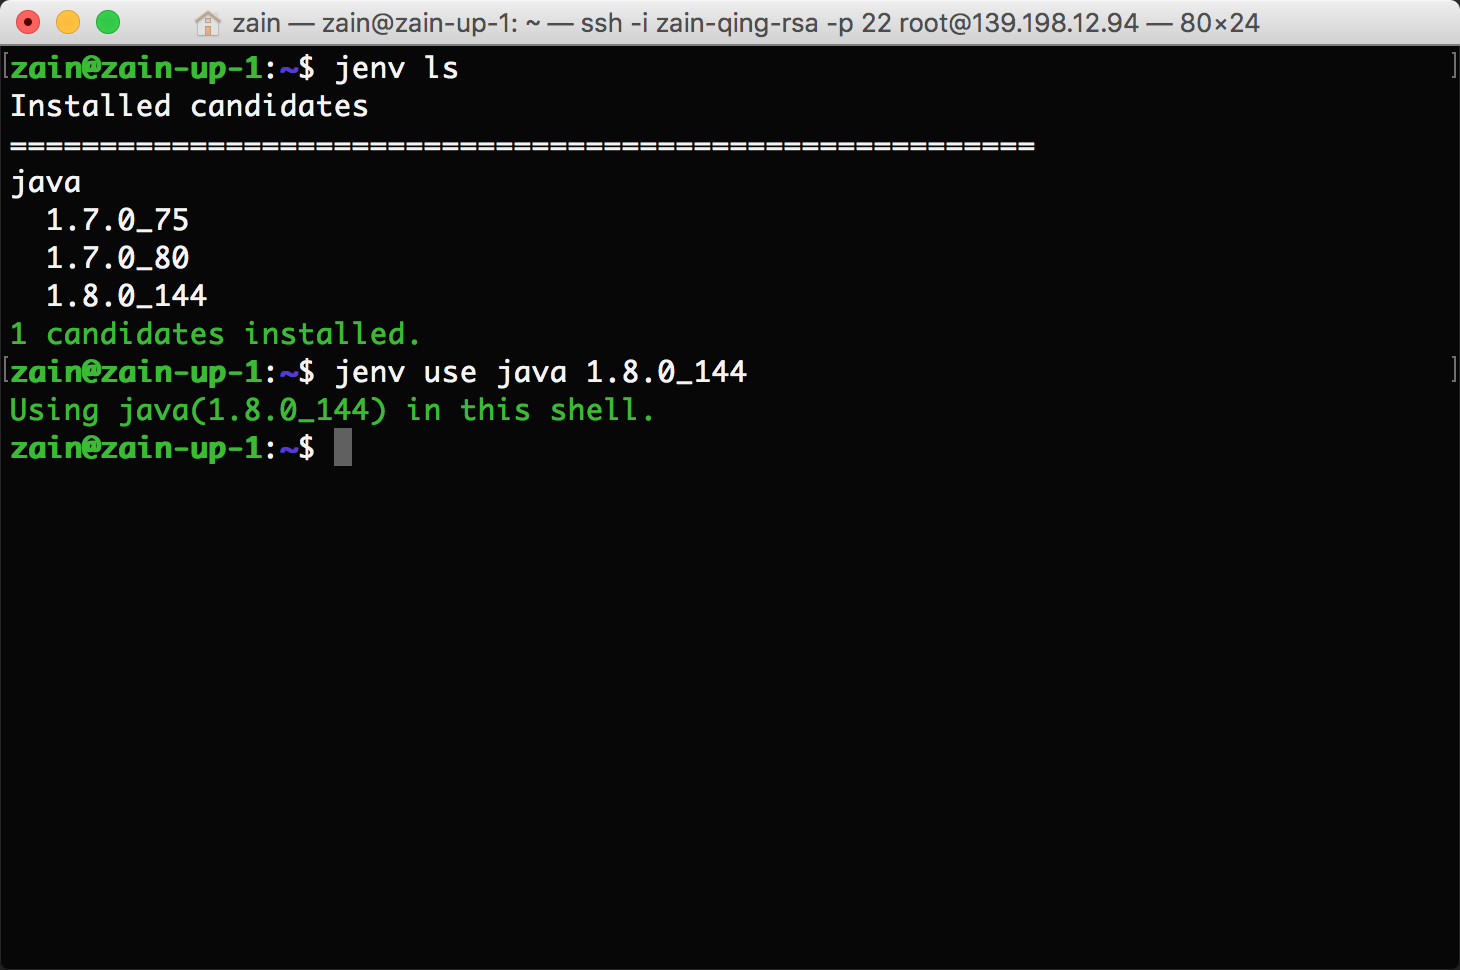 zain — zain@zain-up-1: ~ — ssh -i zain-qing-rsa -p 22 root@139.198.12.94 — 80×24
[zain@zain-up-1:~$ jenv ls ]
Installed candidates
=========================================================
java
  1.7.0_75
  1.7.0_80
  1.8.0_144
1 candidates installed.
[zain@zain-up-1:~$ jenv use java 1.8.0_144 ]
Using java(1.8.0_144) in this shell.
zain@zain-up-1:~$